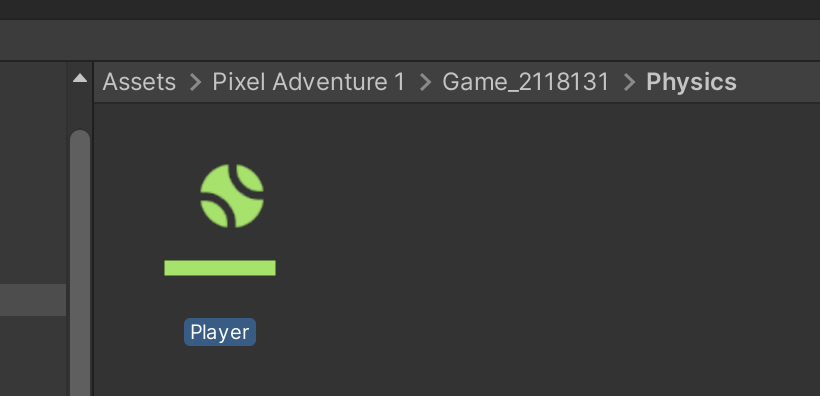 Assets > Pixel Adventure 1 > Game_2118131 > Physics
Player